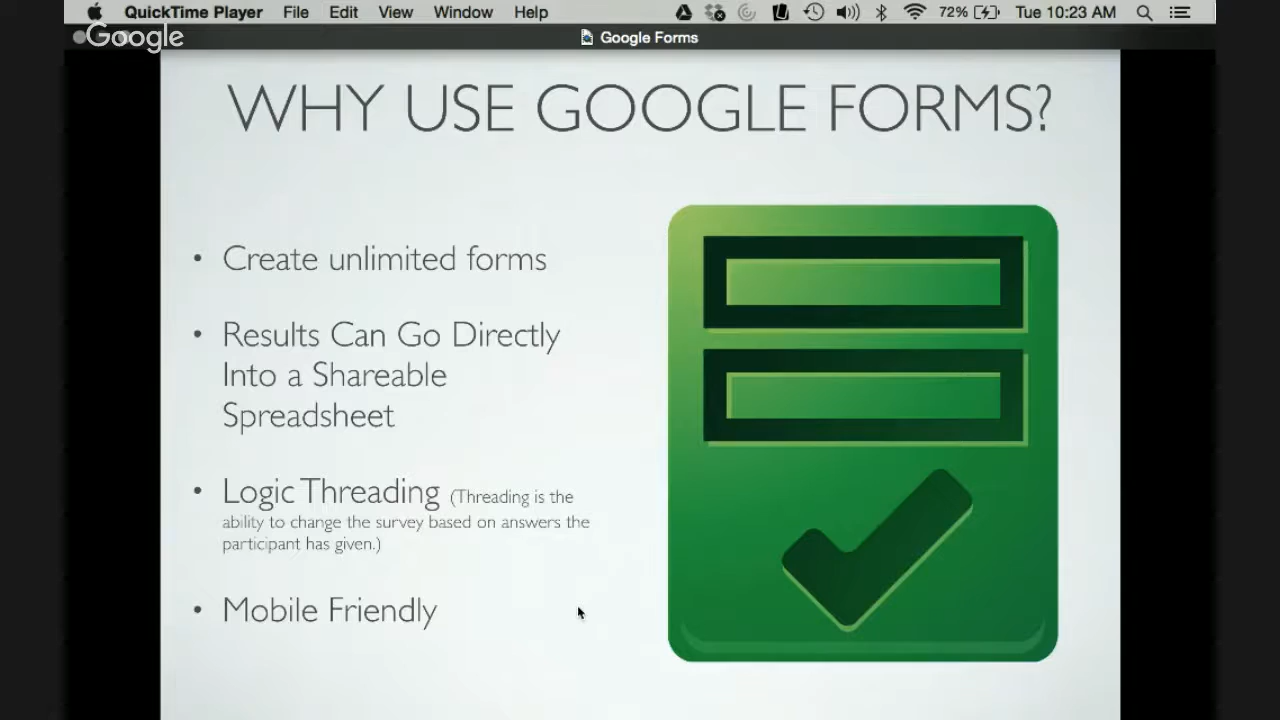 QuickTime Player File Edit View Window Help 72% Tue 10:23 AM
Google
Google Forms
WHY USE GOOGLE FORMS?
• Create unlimited forms
• Results Can Go Directly
Into a Shareable
Spreadsheet
• Logic Threading (Threading is the
ability to change the survey based on answers the
participant has given.)
• Mobile Friendly